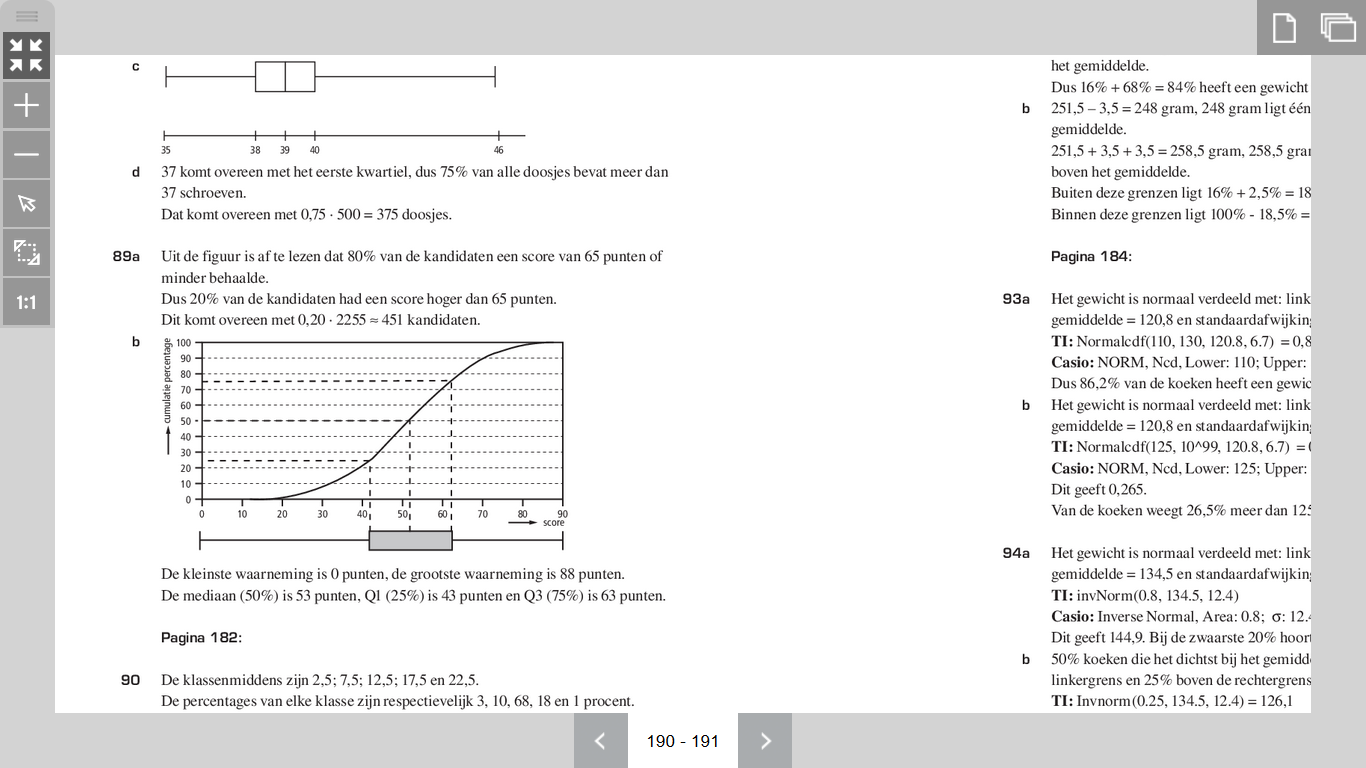 1:1
c
35 38 39 40 46
d 37 komt overeen met het eerste kwartiel, dus 75% van alle doosjes bevat meer dan
37 schroeven.
Dat komt overeen met 0,75 · 500 = 375 doosjes.
89a Uit de figuur is af te lezen dat 80% van de kandidaten een score van 65 punten of
minder behaalde.
Dus 20% van de kandidaten had een score hoger dan 65 punten.
Dit komt overeen met 0,20 · 2255 ≈ 451 kandidaten.
b
cumulatie percentage
100
90
80
70
60
50
40
30
20
10
0
0 10 20 30 40 50 60 70 80 90
score
De kleinste waarneming is 0 punten, de grootste waarneming is 88 punten.
De mediaan (50%) is 53 punten, Q1 (25%) is 43 punten en Q3 (75%) is 63 punten.
Pagina 182:
90 De klassenmiddens zijn 2,5; 7,5; 12,5; 17,5 en 22,5.
De percentages van elke klasse zijn respectievelijk 3, 10, 68, 18 en 1 procent.
het gemiddelde.
Dus 16% + 68% = 84% heeft een gewicht
b 251,5 – 3,5 = 248 gram, 248 gram ligt één
gemiddelde.
251,5 + 3,5 + 3,5 = 258,5 gram, 258,5
boven het gemiddelde.
Buiten deze grenzen ligt 16% + 2,5% = 18
Binnen deze grenzen ligt 100% - 18,5% =
Pagina 184:
93a Het gewicht is normaal verdeeld met: link
gemiddelde = 120,8 en standaardafwijking
TI: Normalcdf(110, 130, 120.8, 6.7) = 0,8
Casio: NORM, Ncd, Lower: 110; Upper:
Dus 86,2% van de koeken heeft een gewic
b Het gewicht is normaal verdeeld met: link
gemiddelde = 120,8 en standaardafwijking
TI: Normalcdf(125, 10^99, 120.8, 6.7) =
Casio: NORM, Ncd, Lower: 125; Upper:
Dit geeft 0,265.
Van de koeken weegt 26,5% meer dan 125
94a Het gewicht is normaal verdeeld met: link
gemiddelde = 134,5 en standaardafwijking
TI: invNorm(0.8, 134.5, 12.4)
Casio: Inverse Normal, Area: 0.8; σ: 12.4
Dit geeft 144,9. Bij de zwaarste 20% hoort
b 50% koeken die het dichtst bij het gemidd
linkergrens en 25% boven de rechtergrens
TI: Invnorm(0.25, 134.5, 12.4) = 126,1
190 - 191